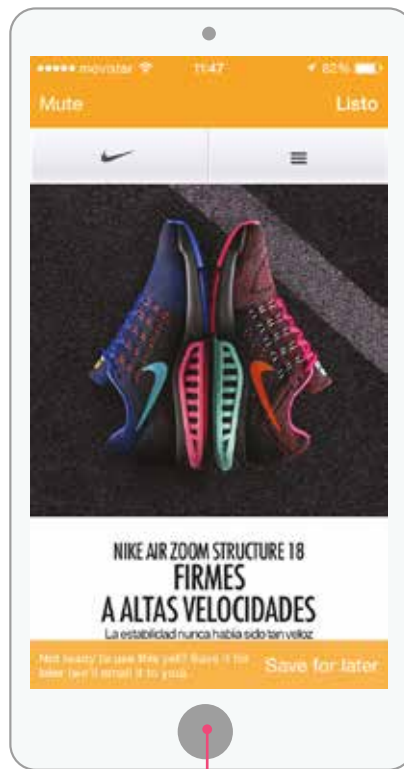 movistar 11:47 82%
Mute Listo
NIKE AIR ZOOM STRUCTURE 18
FIRMES
A ALTAS VELOCIDADES
La estabilidad nunca había sido tan veloz
Not ready to use this yet? Save it for
later (we'll email it to you). Save for later